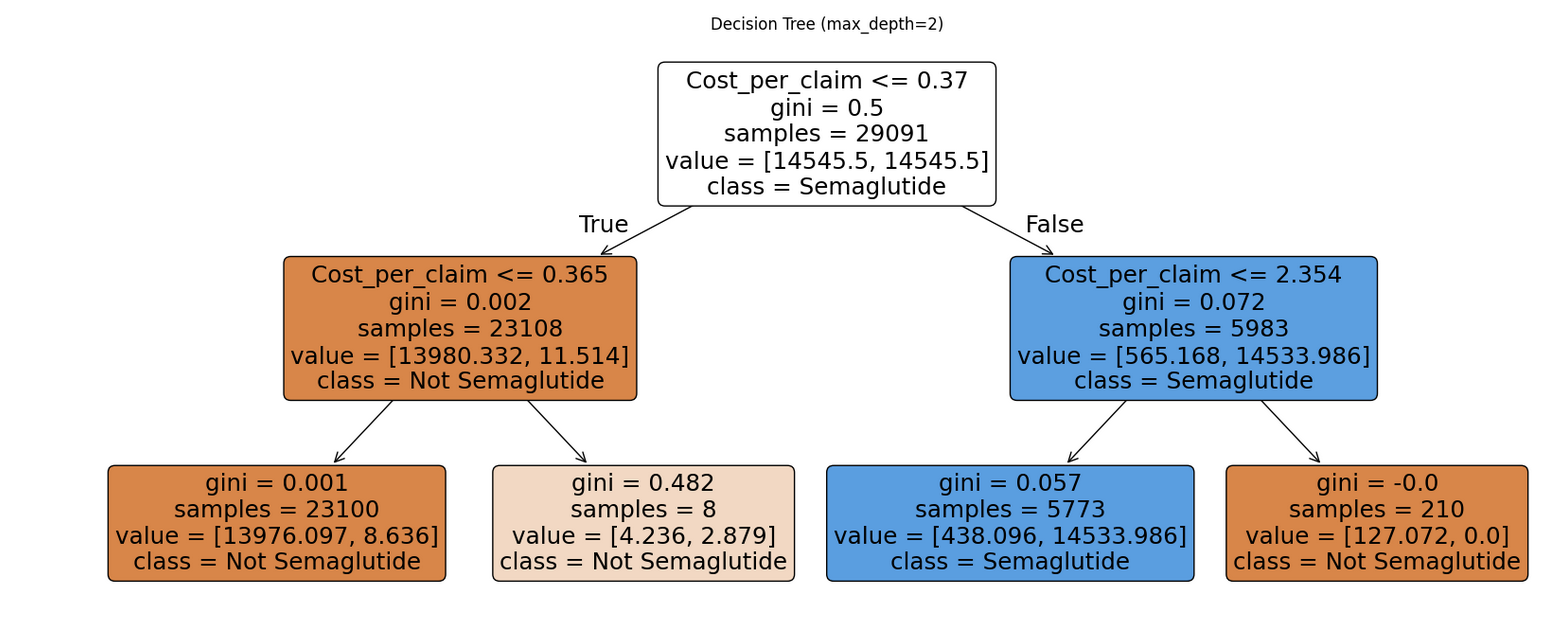 Decision Tree (max_depth=2)
Cost_per_claim <= 0.37
gini = 0.5
samples = 29091
value = [14545.5, 14545.5]
class = Semaglutide
True
False
Cost_per_claim <= 0.365
gini = 0.002
samples = 23108
value = [13980.332, 11.514]
class = Not Semaglutide
Cost_per_claim <= 2.354
gini = 0.072
samples = 5983
value = [565.168, 14533.986]
class = Semaglutide
gini = 0.001
samples = 23100
value = [13976.097, 8.636]
class = Not Semaglutide
gini = 0.482
samples = 8
value = [4.236, 2.879]
class = Not Semaglutide
gini = 0.057
samples = 5773
value = [438.096, 14533.986]
class = Semaglutide
gini = -0.0
samples = 210
value = [127.072, 0.0]
class = Not Semaglutide